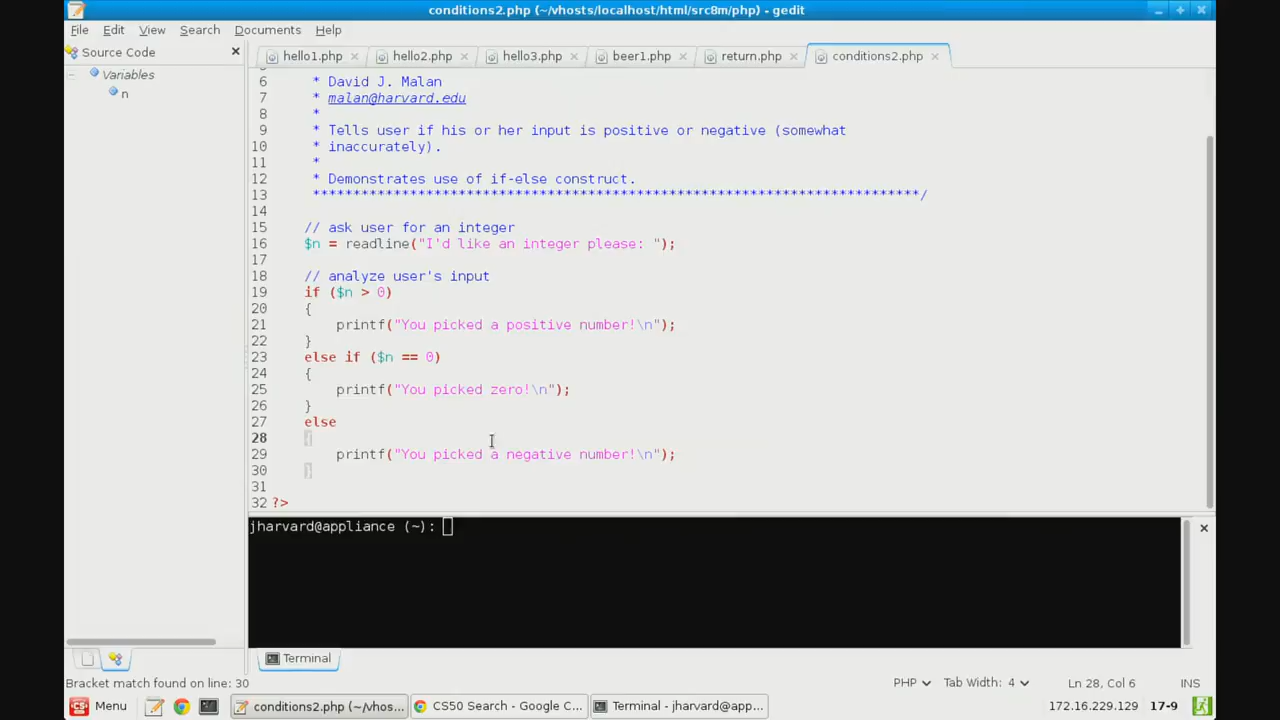 conditions2.php (~/vhosts/localhost/html/src8m/php) - gedit
File Edit View Search Documents Help
Source Code
hello1.php hello2.php hello3.php beer1.php return.php conditions2.php
Variables
n
6 * David J. Malan
7 * malan@harvard.edu
8 *
9 * Tells user if his or her input is positive or negative (somewhat
10 * inaccurately).
11 *
12 * Demonstrates use of if-else construct.
13 ***************************************************************************/
14
15 // ask user for an integer
16 $n = readline("I'd like an integer please: ");
17
18 // analyze user's input
19 if ($n > 0)
20 {
21 printf("You picked a positive number!\n");
22 }
23 else if ($n == 0)
24 {
25 printf("You picked zero!\n");
26 }
27 else
28 {
29 printf("You picked a negative number!\n");
30 }
31
32 ?>
jharvard@appliance (~):
Terminal
Bracket match found on line: 30
PHP Tab Width: 4 Ln 28, Col 6 INS
Menu conditions2.php (~/vhos... CS50 Search - Google C... Terminal - jharvard@app... 172.16.229.129 17-9